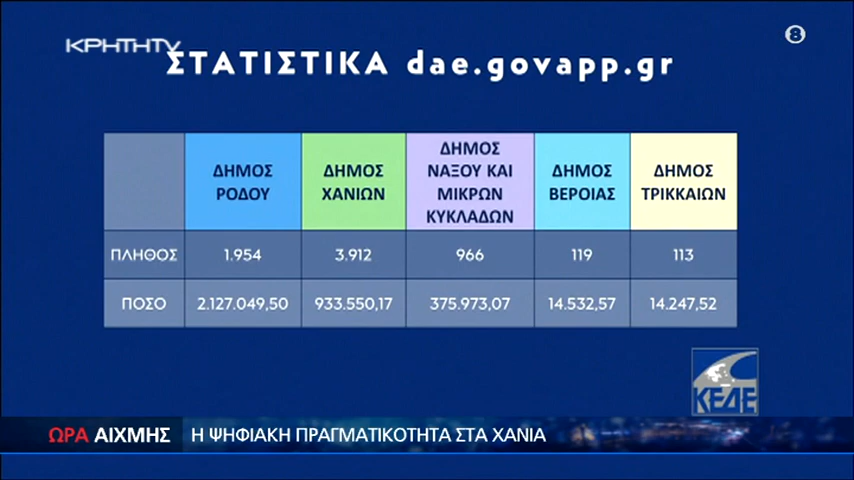 ΚΡΗΤΗTV
8
ΣΤΑΤΙΣΤΙΚΑ dae.govapp.gr
ΔΗΜΟΣ
ΡΟΔΟΥ
ΔΗΜΟΣ
ΧΑΝΙΩΝ
ΔΗΜΟΣ
ΝΑΞΟΥ ΚΑΙ
ΜΙΚΡΩΝ
ΚΥΚΛΑΔΩΝ
ΔΗΜΟΣ
ΒΕΡΟΙΑΣ
ΔΗΜΟΣ
ΤΡΙΚΚΑΙΩΝ
ΠΛΗΘΟΣ 1.954 3.912 966 119 113
ΠΟΣΟ 2.127.049,50 933.550,17 375.973,07 14.532,57 14.247,52
ΚΕΔΕ
ΩΡΑ ΑΙΧΜΗΣ Η ΨΗΦΙΑΚΗ ΠΡΑΓΜΑΤΙΚΟΤΗΤΑ ΣΤΑ ΧΑΝΙΑ